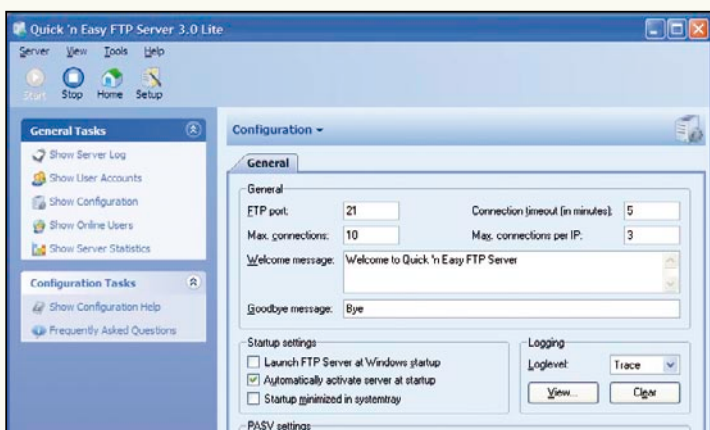 Quick 'n Easy FTP Server 3.0 Lite
Server View Tools Help
Start Stop Home Setup
General Tasks
Show Server Log
Show User Accounts
Show Configuration
Show Online Users
Show Server Statistics
Configuration Tasks
Show Configuration Help
Frequently Asked Questions
Configuration
General
General
FTP port: 21 Connection timeout (in minutes): 5
Max. connections: 10 Max. connections per IP: 3
Welcome message: Welcome to Quick 'n Easy FTP Server
Goodbye message: Bye
Startup settings
Launch FTP Server at Windows startup
Automatically activate server at startup
Startup minimized in systemtray
Logging
Loglevel: Trace
View... Clear
PASV settings